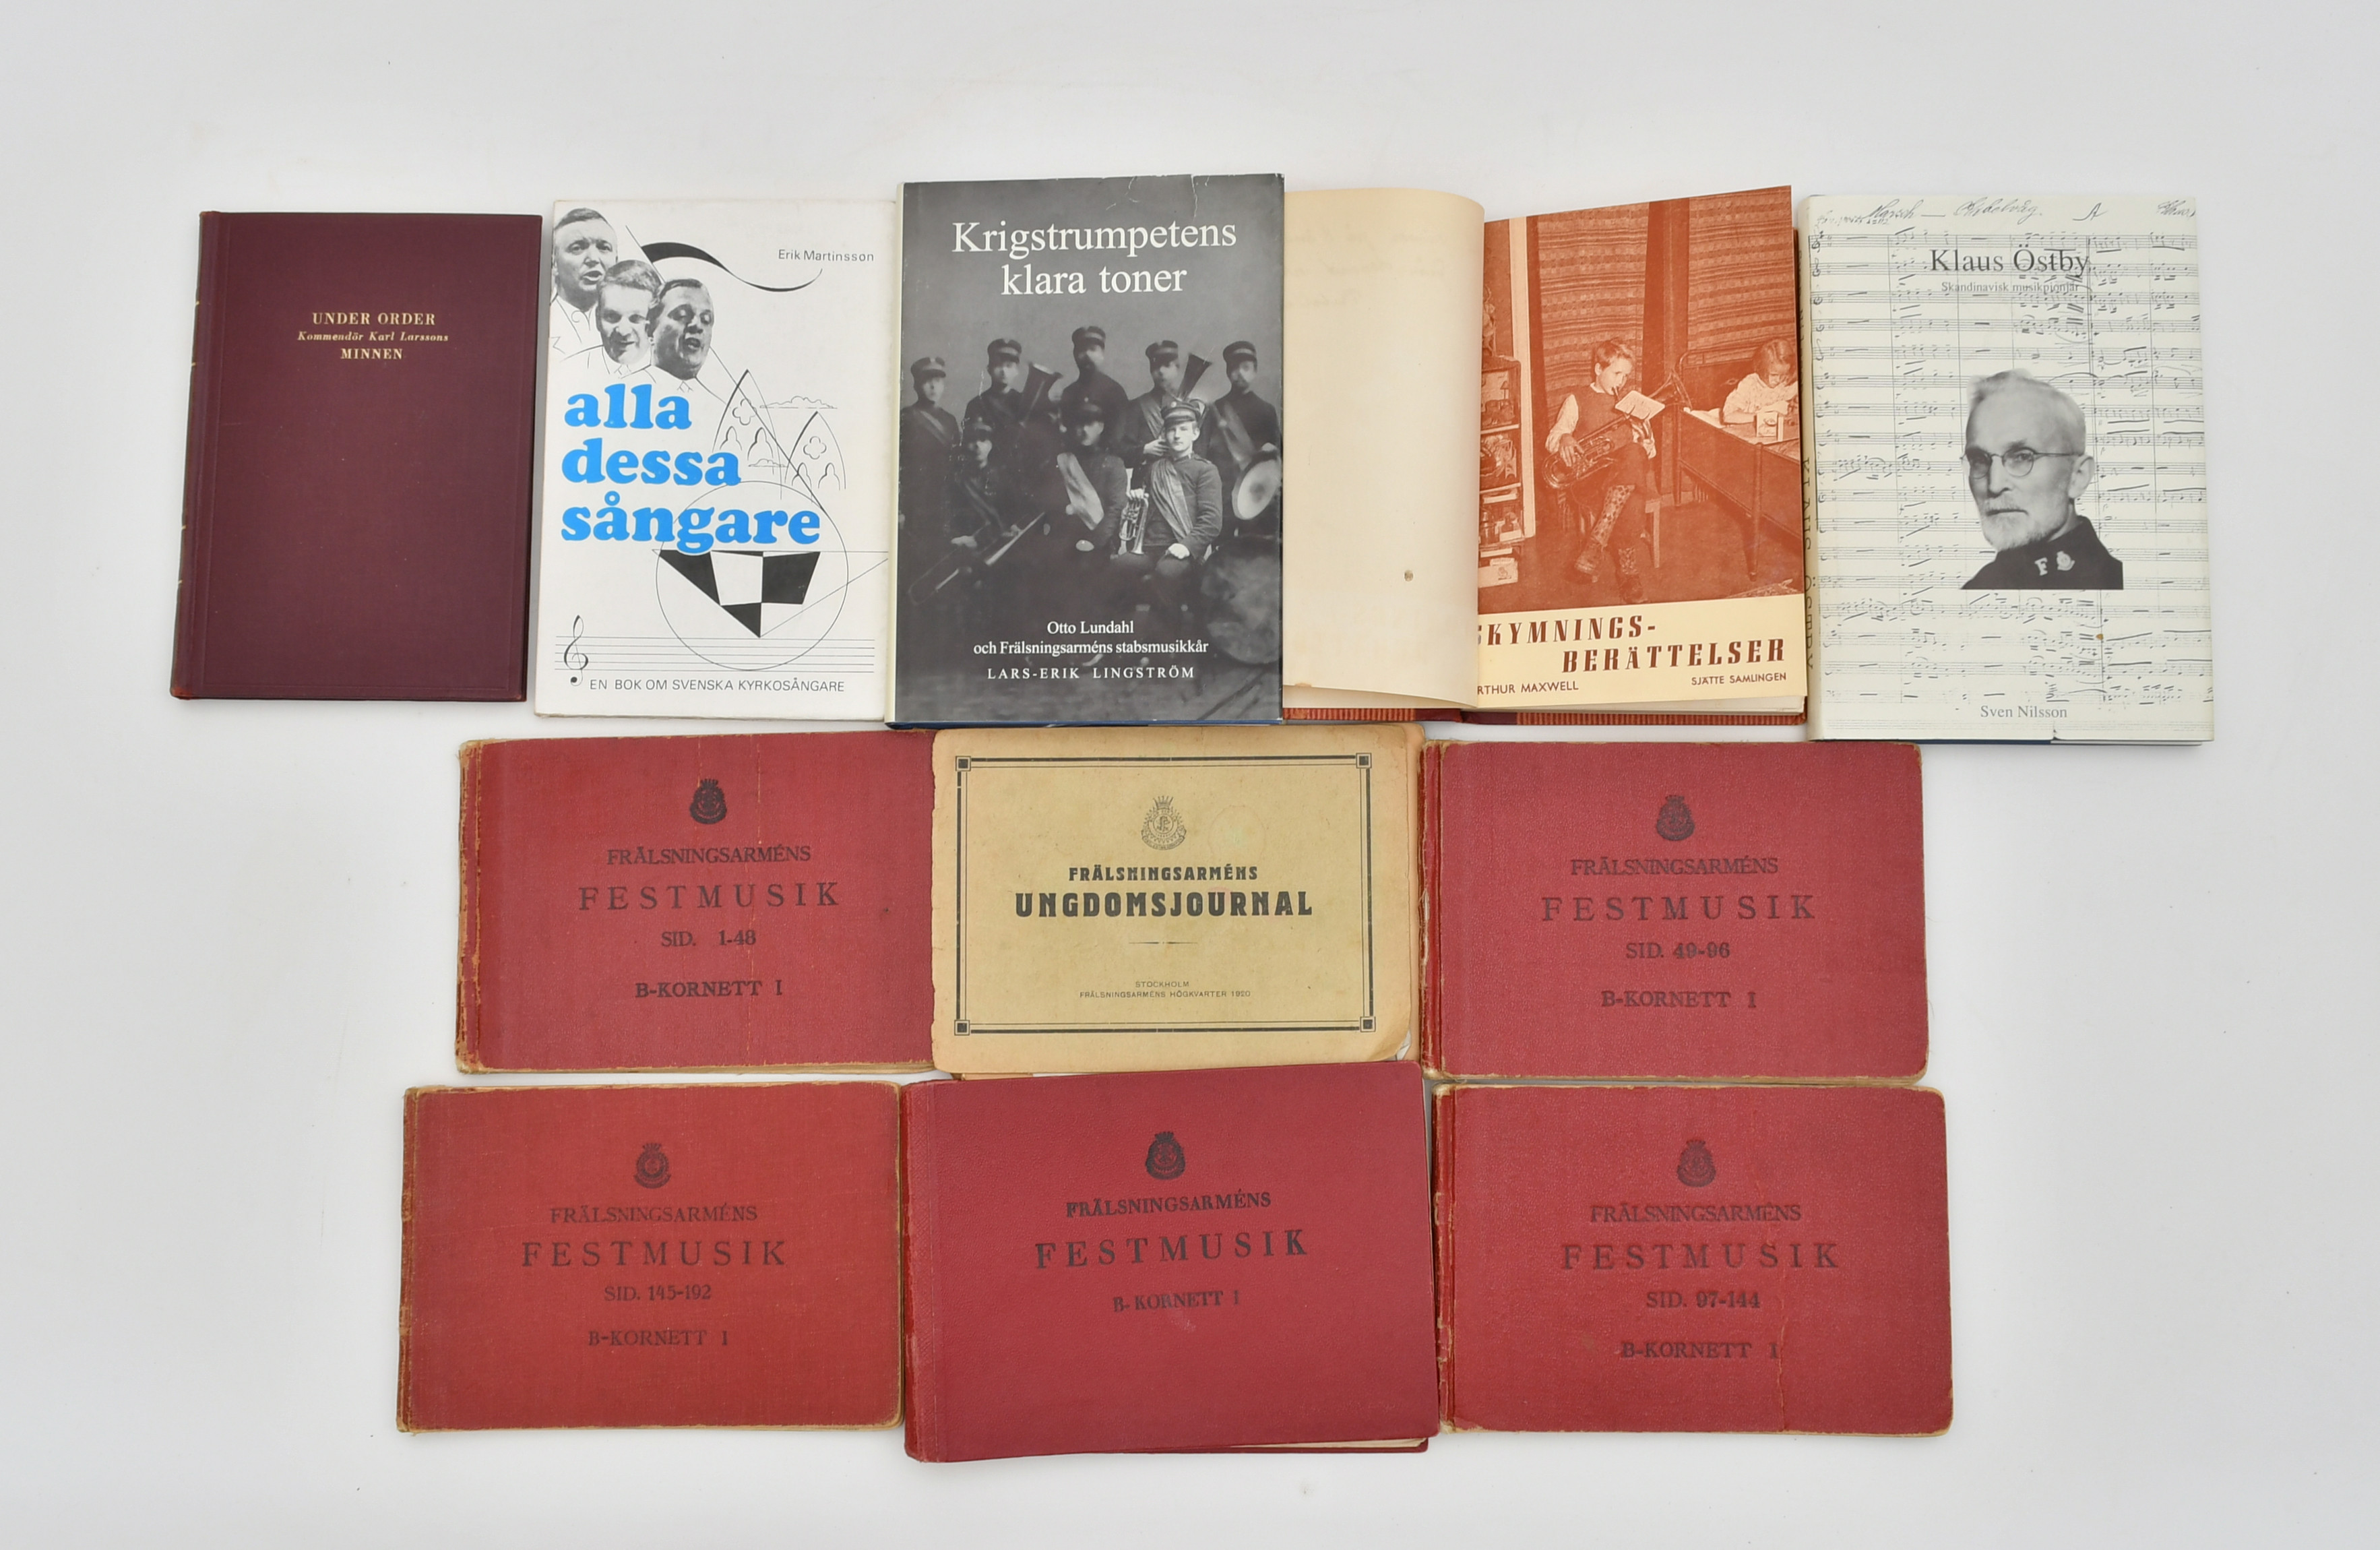 UNDER ORDER
Kommendör Karl Larssons
MINNEN
Erik Martinsson
alla
dessa
sångare
EN BOK OM SVENSKA KYRKOSÅNGARE
Krigstrumpetens
klara toner
Otto Lundahl
och Frälsningsarméns stabsmusikkår
LARS-ERIK LINGSTRÖM
SKYMNINGS-
BERÄTTELSER
RTHUR MAXWELL
SJÄTTE SAMLINGEN
Marsch
Klaus Östby
Skandinavisk musikpionjär
Sven Nilsson
KLAUS ÖSTBY
F
FRÄLSNINGSARMÉNS
FESTMUSIK
SID. 1-48
B-KORNETT I
FRÄLSNINGSARMÉNS
UNGDOMSJOURNAL
STOCKHOLM
FRÄLSNINGSARMÉNS HÖGKVARTER 1920
FRÄLSNINGSARMÉNS
FESTMUSIK
SID. 49-96
B-KORNETT I
FRÄLSNINGSARMÉNS
FESTMUSIK
SID. 145-192
B-KORNETT I
FRÄLSNINGSARMÉNS
FESTMUSIK
B-KORNETT I
FRÄLSNINGSARMÉNS
FESTMUSIK
SID. 97-144
B-KORNETT I